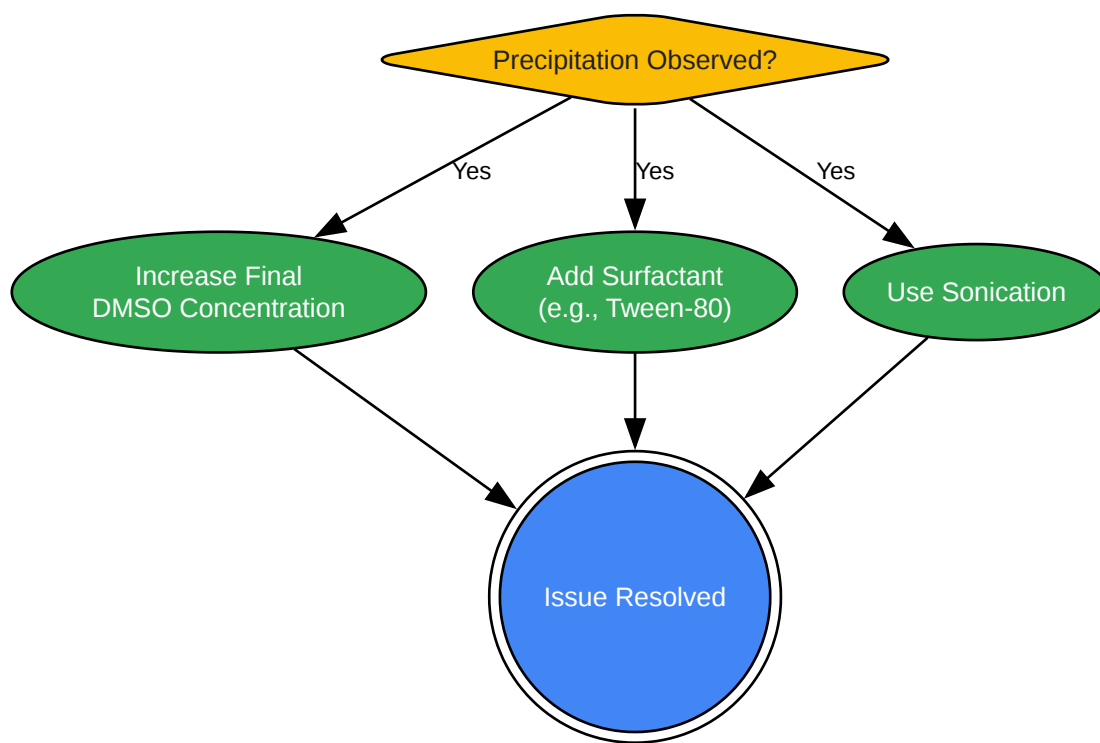 Precipitation Observed?
Yes
Yes
Yes
Increase Final
DMSO Concentration
Add Surfactant
(e.g., Tween-80)
Use Sonication
Issue Resolved